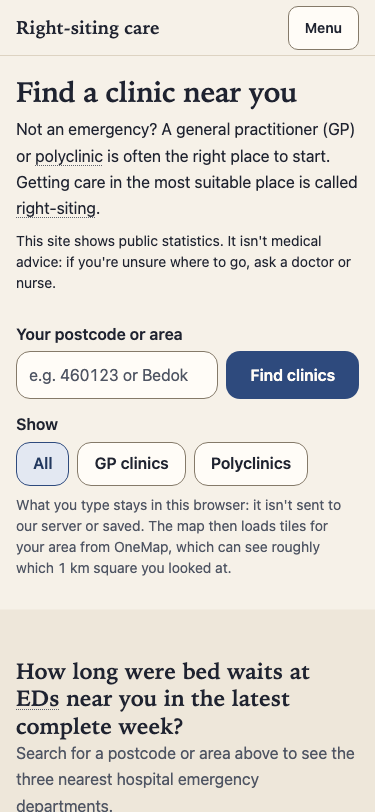 Right-siting care
Menu
Find a clinic near you
Not an emergency? A general practitioner (GP)
or polyclinic is often the right place to start.
Getting care in the most suitable place is called
right-siting.
This site shows public statistics. It isn't medical
advice: if you're unsure where to go, ask a doctor or
nurse.
Your postcode or area
e.g. 460123 or Bedok
Find clinics
Show
All
GP clinics
Polyclinics
What you type stays in this browser: it isn't sent to
our server or saved. The map then loads tiles for
your area from OneMap, which can see roughly
which 1 km square you looked at.
How long were bed waits at
EDs near you in the latest
complete week?
Search for a postcode or area above to see the
three nearest hospital emergency
departments.